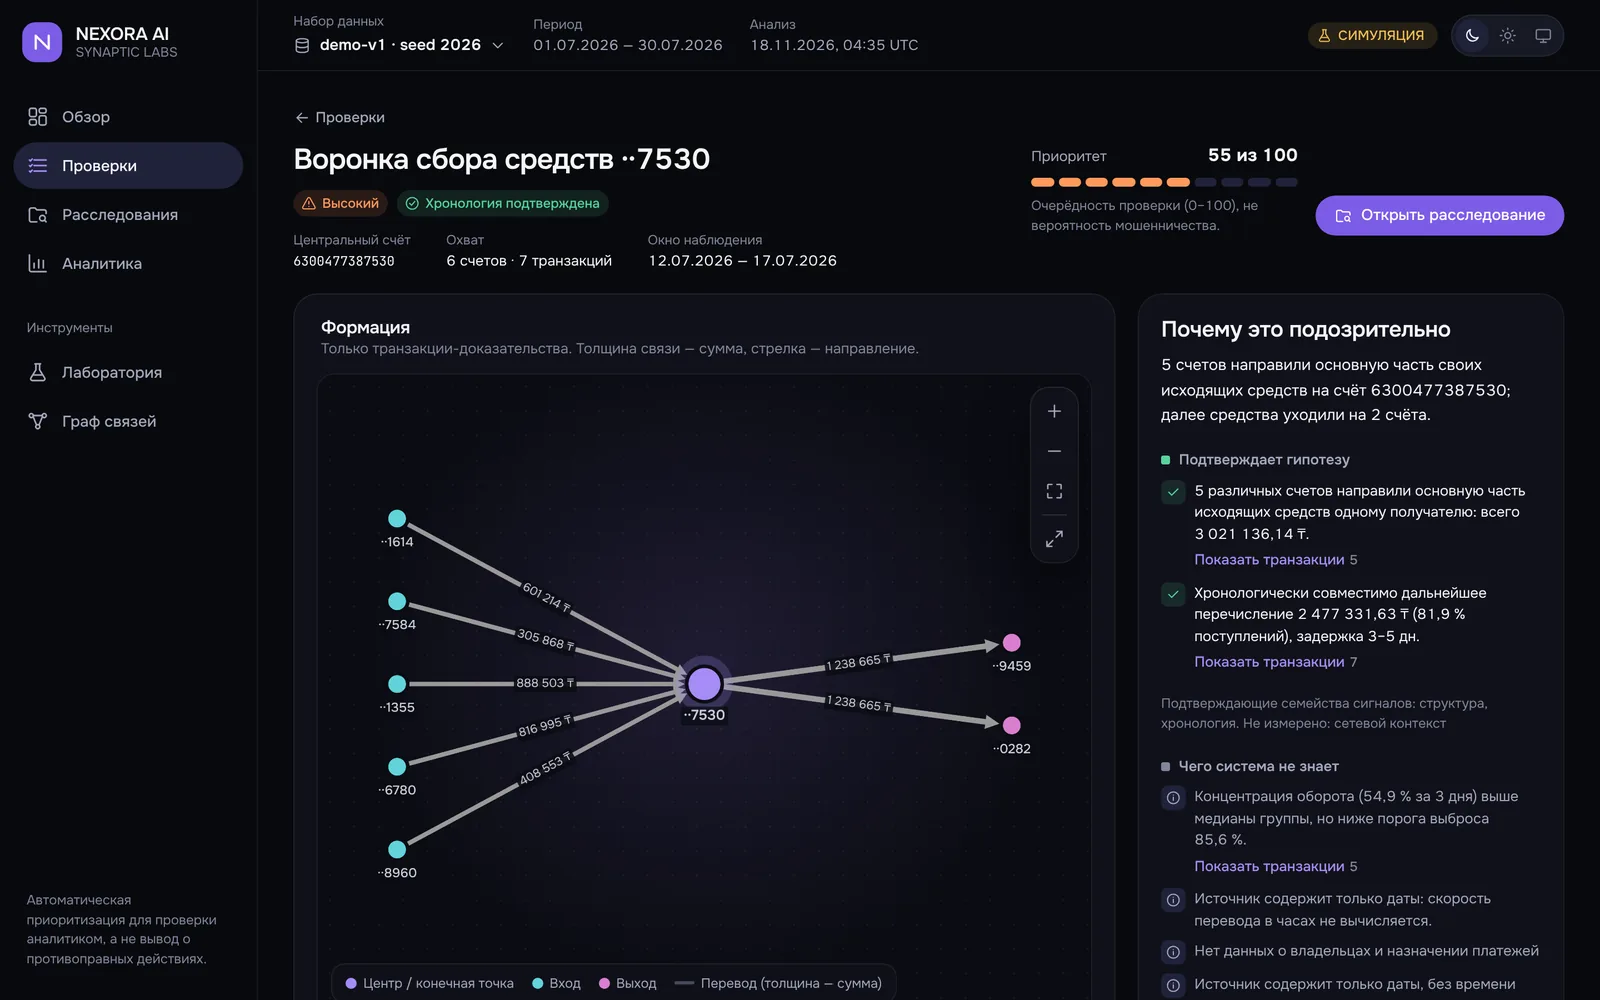 NEXORA AI
SYNAPTIC LABS
Обзор
Проверки
Расследования
Аналитика
Инструменты
Лаборатория
Граф связей
Автоматическая
приоритизация для проверки
аналитиком, а не вывод о
противоправных действиях.
Набор данных
demo-v1 · seed 2026
Период
01.07.2026 — 30.07.2026
Анализ
18.11.2026, 04:35 UTC
СИМУЛЯЦИЯ
← Проверки
Воронка сбора средств ··7530
Высокий
Хронология подтверждена
Центральный счёт
6300477387530
Охват
6 счетов · 7 транзакций
Окно наблюдения
12.07.2026 — 17.07.2026
Приоритет
55 из 100
Очерёдность проверки (0–100), не
вероятность мошенничества.
Открыть расследование
Формация
Только транзакции-доказательства. Толщина связи — сумма, стрелка — направление.
··1614
··7584
··1355
··6780
··8960
601 214 ₸
305 868 ₸
888 503 ₸
816 995 ₸
408 553 ₸
··7530
1 238 665 ₸
1 238 665 ₸
··9459
··0282
Центр / конечная точка
Вход
Выход
Перевод (толщина — сумма)
Почему это подозрительно
5 счетов направили основную часть своих
исходящих средств на счёт 6300477387530;
далее средства уходили на 2 счёта.
Подтверждает гипотезу
5 различных счетов направили основную часть
исходящих средств одному получателю: всего
3 021 136,14 ₸.
Показать транзакции 5
Хронологически совместимо дальнейшее
перечисление 2 477 331,63 ₸ (81,9 %
поступлений), задержка 3–5 дн.
Показать транзакции 7
Подтверждающие семейства сигналов: структура,
хронология. Не измерено: сетевой контекст
Чего система не знает
Концентрация оборота (54,9 % за 3 дня) выше
медианы группы, но ниже порога выброса
85,6 %.
Показать транзакции 5
Источник содержит только даты: скорость
перевода в часах не вычисляется.
Нет данных о владельцах и назначении платежей
Источник содержит только даты, без времени